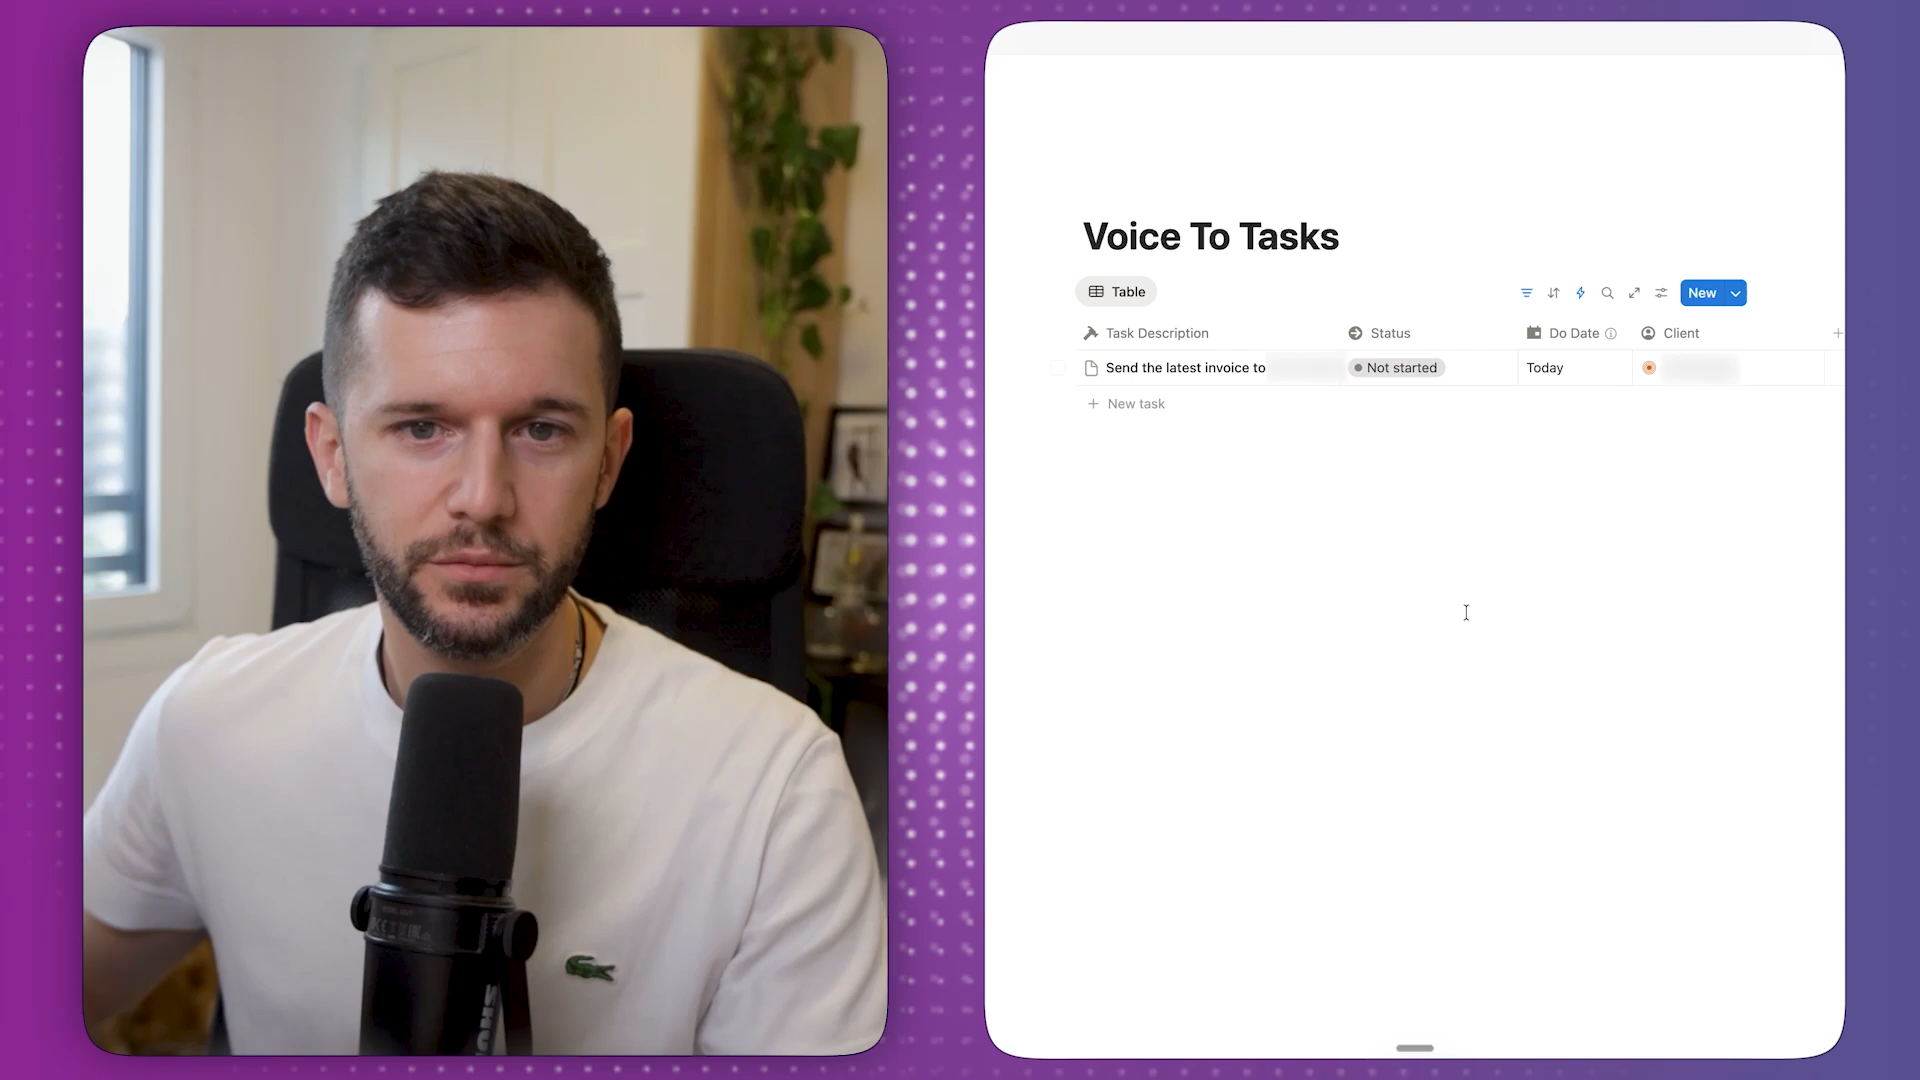 Voice To Tasks
Table
New
Task Description Status Do Date Client
Send the latest invoice to Not started Today
New task